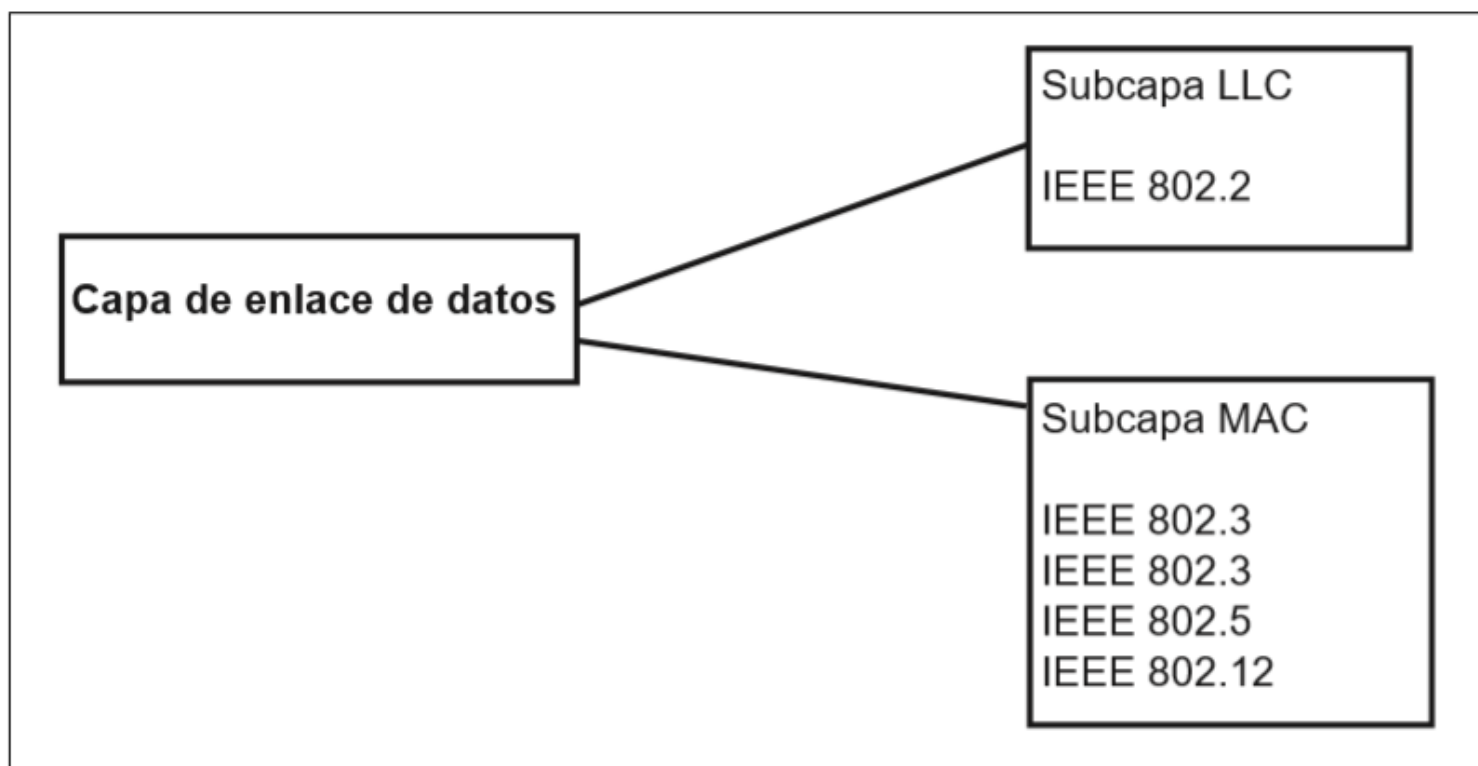 Capa de enlace de datos
Subcapa LLC
IEEE 802.2
Subcapa MAC
IEEE 802.3
IEEE 802.3
IEEE 802.5
IEEE 802.12